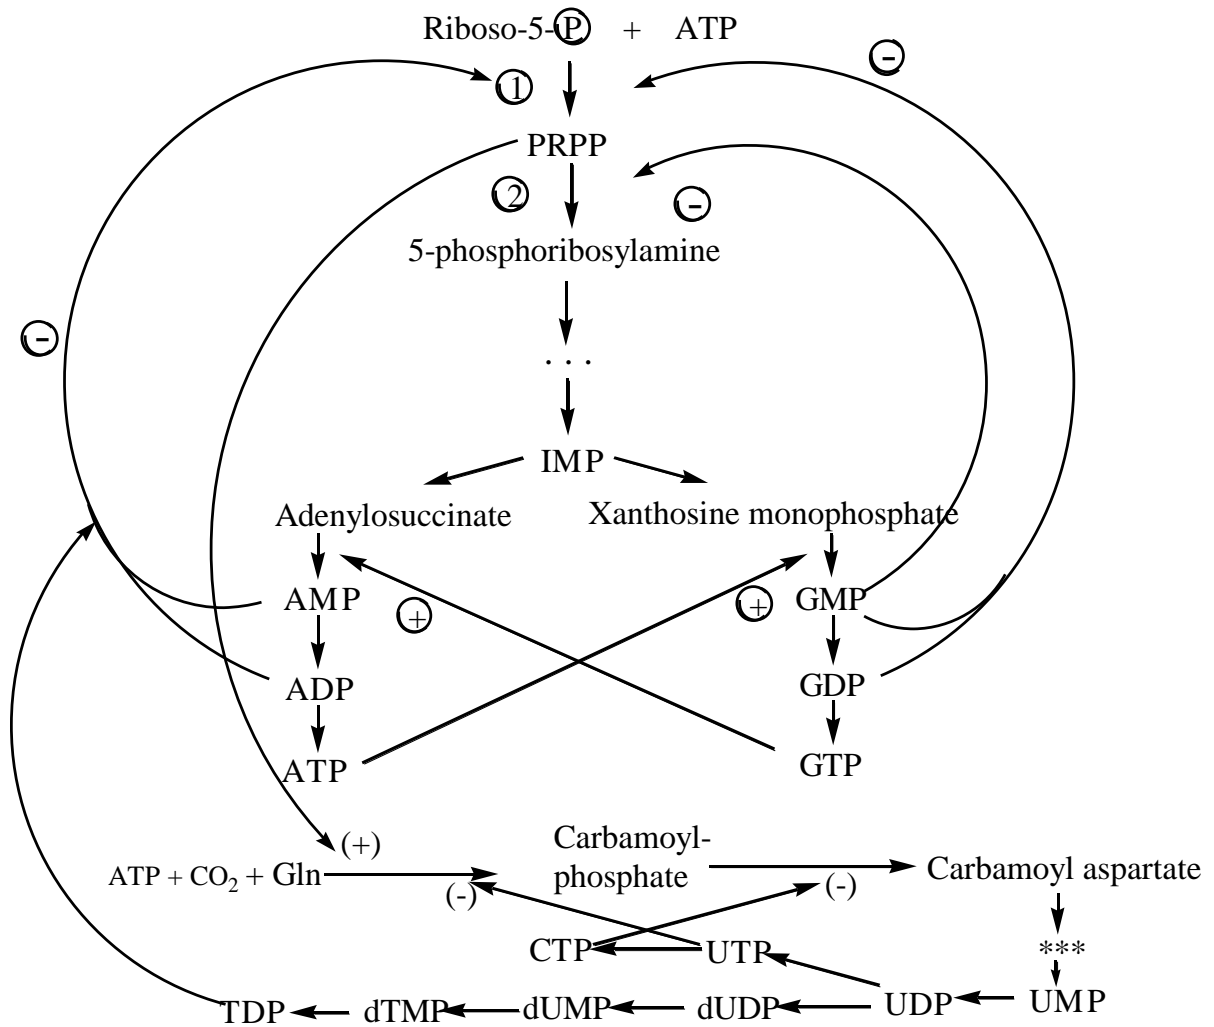 Riboso-5-P + ATP
-
1
PRPP
2
-
5-phosphoribosylamine
-
. . .
IMP
Adenylosuccinate
Xanthosine monophosphate
AMP
+
+
GMP
ADP
GDP
ATP
GTP
(+)
Carbamoyl-
phosphate
ATP + CO₂ + Gln
(-)
(-)
Carbamoyl aspartate
CTP
UTP
***
TDP
dTMP
dUMP
dUDP
UDP
UMP